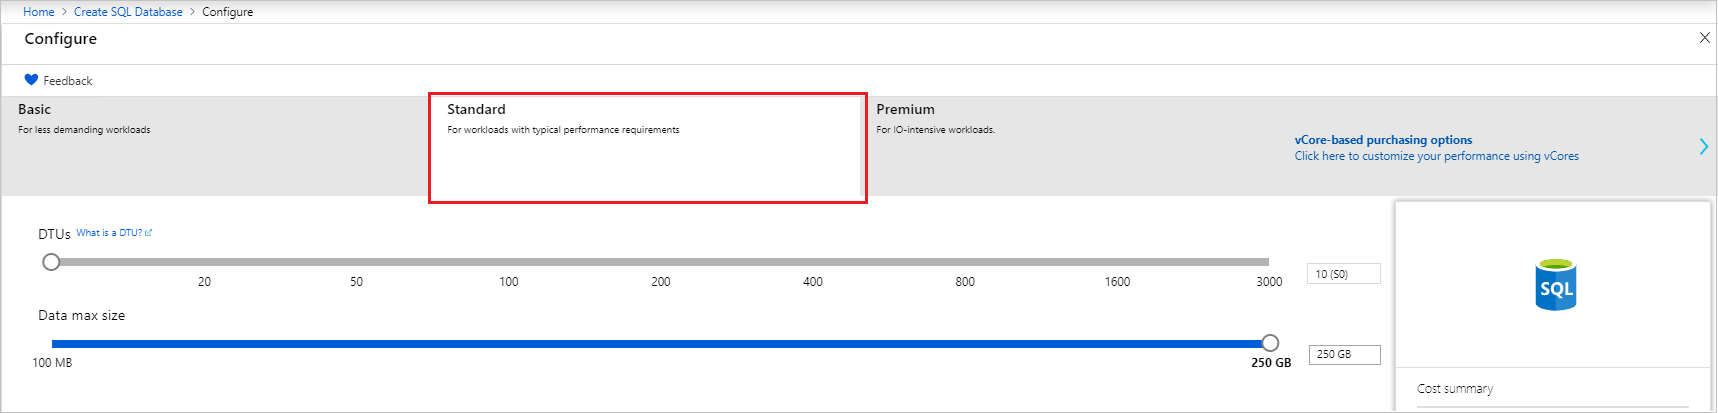 Home > Create SQL Database > Configure
Configure
Feedback
Basic
For less demanding workloads
Standard
For workloads with typical performance requirements
Premium
For IO-intensive workloads.
vCore-based purchasing options
Click here to customize your performance using vCores
DTUs What is a DTU?
20 50 100 200 400 800 1600 3000
10 (S0)
Data max size
100 MB 250 GB
250 GB
SQL
Cost summary